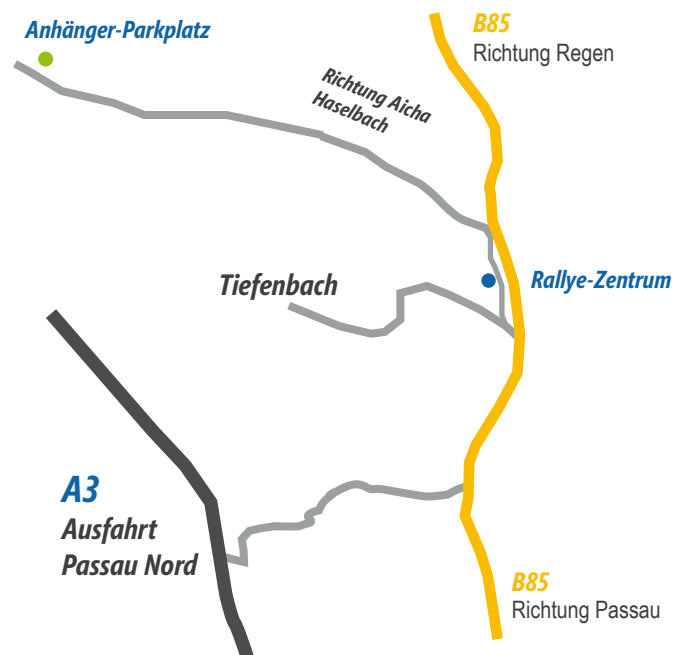 Anhänger-Parkplatz
B85
Richtung Regen
Richtung Aicha
Haselbach
Tiefenbach
Rallye-Zentrum
A3
Ausfahrt
Passau Nord
B85
Richtung Passau